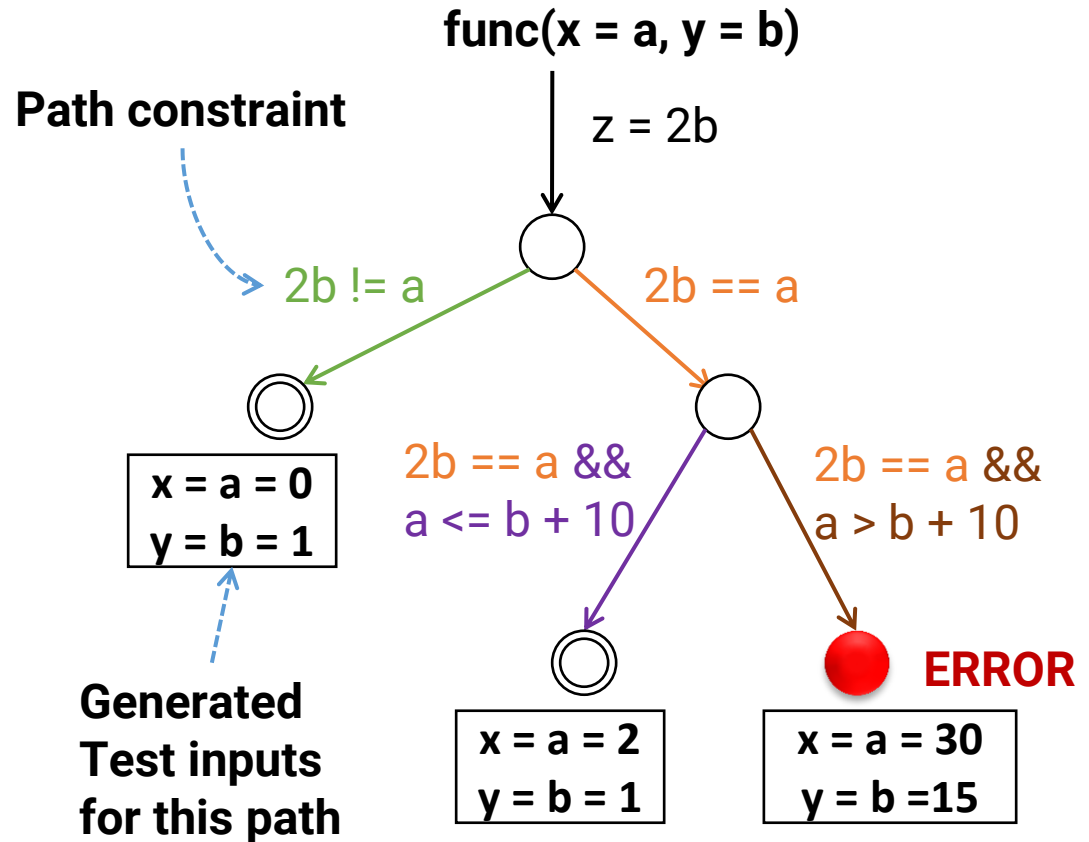 func(x = a, y = b)
Path constraint
z = 2b
2b != a
2b == a
x = a = 0
y = b = 1
2b == a &&
a <= b + 10
2b == a &&
a > b + 10
Generated
Test inputs
for this path
ERROR
x = a = 2
y = b = 1
x = a = 30
y = b =15